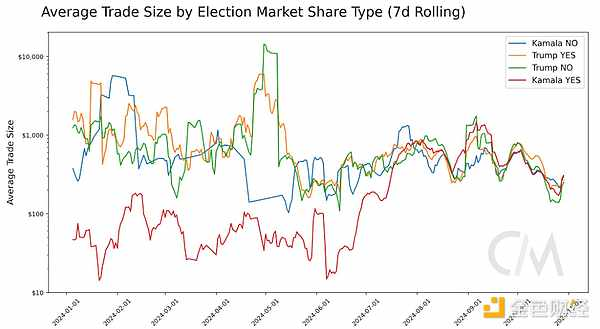 Average Trade Size by Election Market Share Type (7d Rolling)
Kamala NO
Trump YES
Trump NO
Kamala YES
Average Trade Size
$10,000
$1,000
$100
$10
2024-01-01
2024-02-01
2024-03-01
2024-04-01
2024-05-01
2024-06-01
2024-07-01
2024-08-01
2024-09-01
CM
金色财经